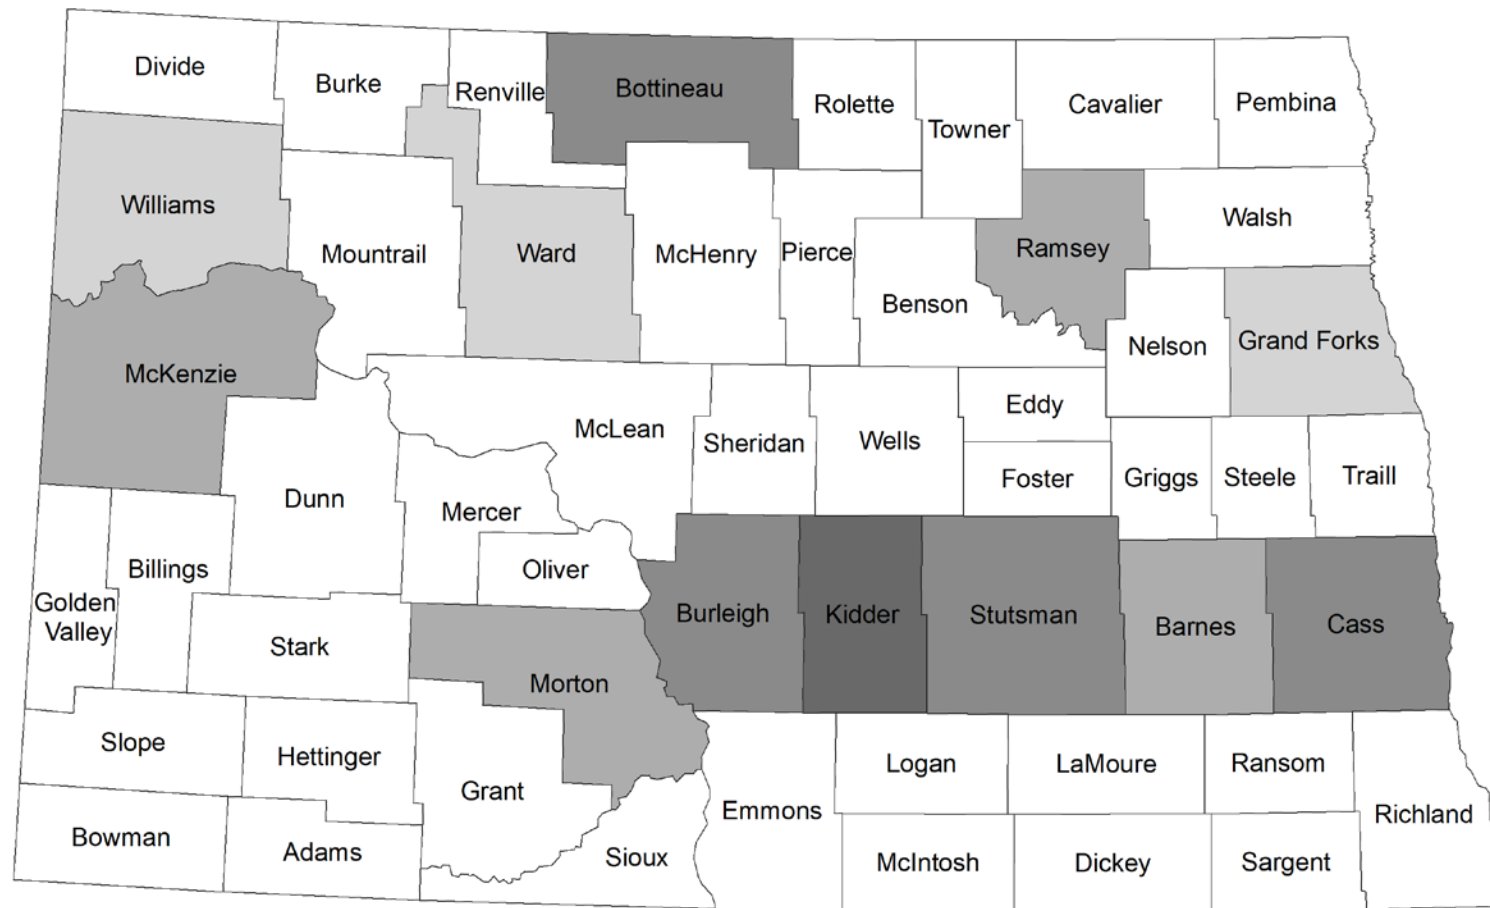 Divide
Burke
Renville
Bottineau
Rolette
Towner
Cavalier
Pembina
Williams
Mountrail
Ward
McHenry
Pierce
Benson
Ramsey
Walsh
Nelson
Grand Forks
McKenzie
Dunn
McLean
Mercer
Oliver
Sheridan
Wells
Eddy
Foster
Griggs
Steele
Traill
Golden
Valley
Billings
Stark
Morton
Burleigh
Kidder
Stutsman
Barnes
Cass
Slope
Hettinger
Grant
Bowman
Adams
Sioux
Emmons
Logan
LaMoure
Ransom
Richland
McIntosh
Dickey
Sargent